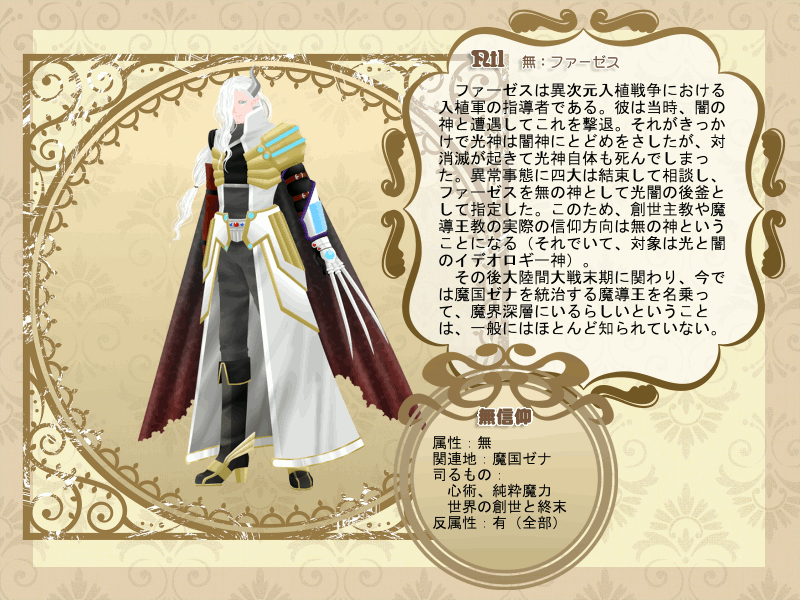 Nil 無：ファーゼス
　ファーゼスは異次元入植戦争における
入植軍の指導者である。彼は当時、闇の
神と遭遇してこれを撃退。それがきっか
けで光神は闇神にとどめをさしたが、対
消滅が起きて光神自体も死んでしまっ
た。異常事態に四大は結束して相談し、
ファーゼスを無の神として光闇の後釜と
して指定した。このため、創世主教や魔
導王教の実際の信仰方向は無の神という
ことになる（それでいて、対象は光と闇
のイデオロギー神）。
　その後大陸間大戦末期に関わり、今で
は魔国ゼナを統治する魔導王を名乗っ
て、魔界深層にいるらしいということ
は、一般にはほとんど知られていない。
無信仰
属性：無
関連地：魔国ゼナ
司るもの：
　心術、純粋魔力
　世界の創世と終末
反属性：有（全部）